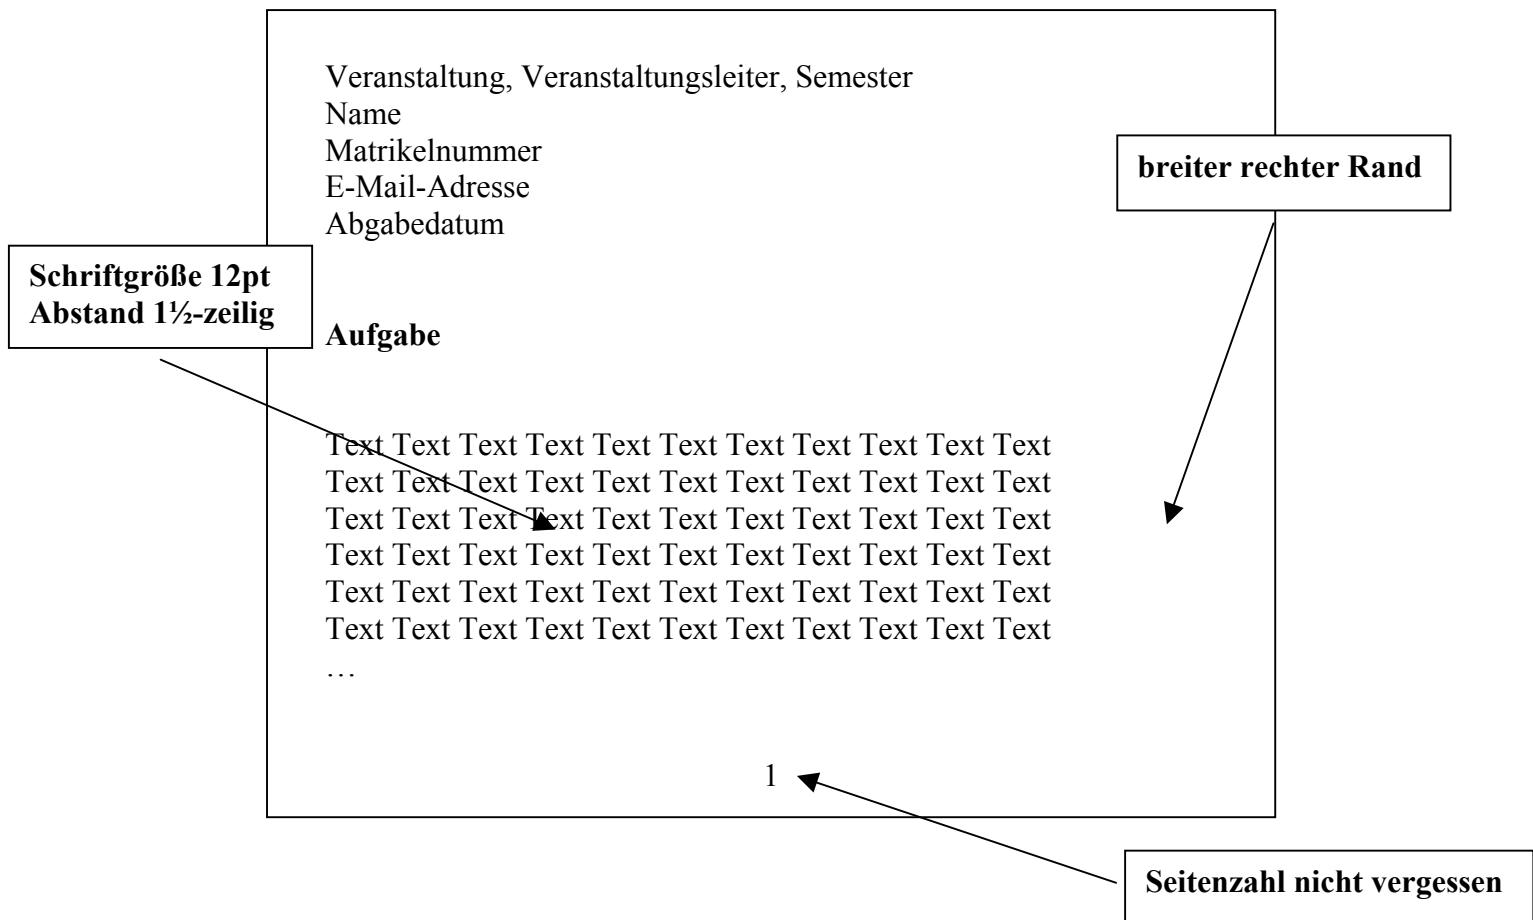 Veranstaltung, Veranstaltungsleiter, Semester
Name
Matrikelnummer
E-Mail-Adresse
Abgabedatum
breiter rechter Rand
Schriftgröße 12pt
Abstand 1½-zeilig
Aufgabe
Text Text Text Text Text Text Text Text Text Text Text
Text Text Text Text Text Text Text Text Text Text Text
Text Text Text Text Text Text Text Text Text Text Text
Text Text Text Text Text Text Text Text Text Text Text
Text Text Text Text Text Text Text Text Text Text Text
Text Text Text Text Text Text Text Text Text Text Text
…
1
Seitenzahl nicht vergessen